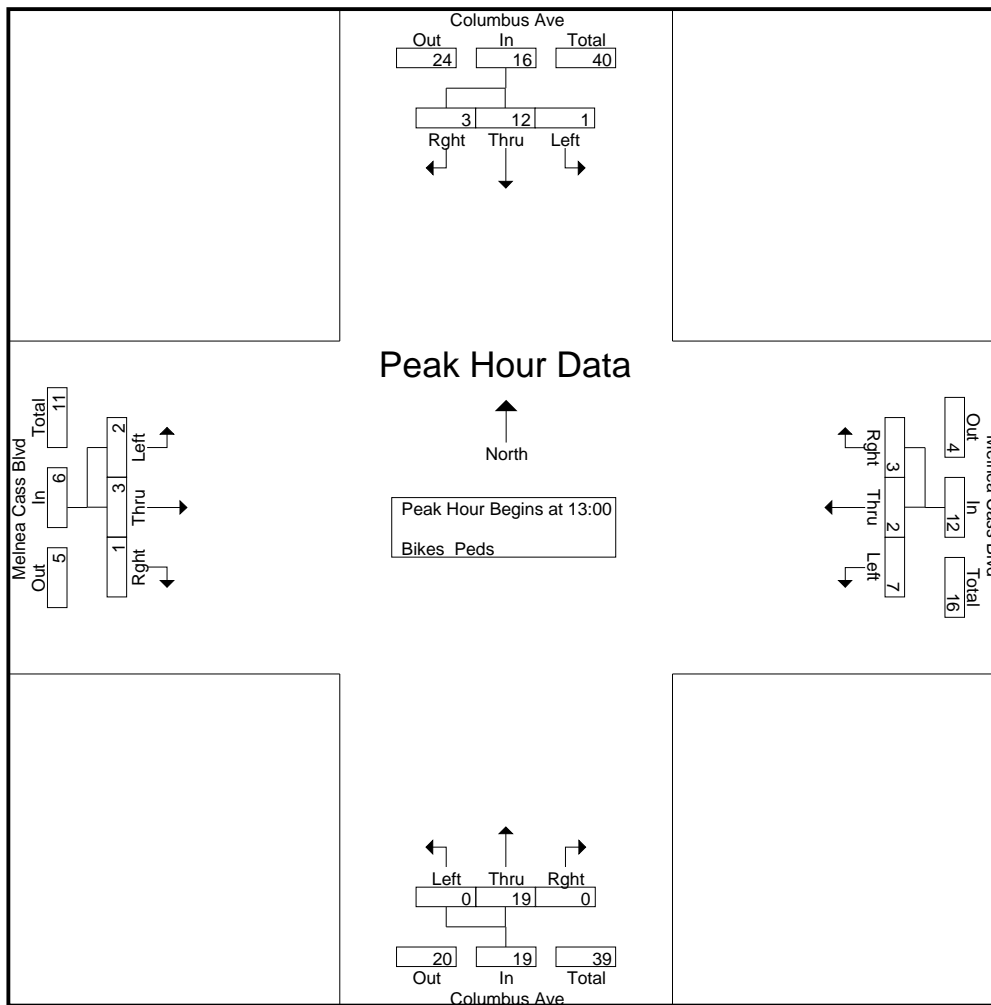 Columbus Ave
Out In Total
24 16 40
3 12 1
Rght Thru Left
Peak Hour Data
North
Peak Hour Begins at 13:00
Bikes Peds
Melnea Cass Blvd
Total In Out
11 6 5
2 3 1
Left Thru Rght
Rght Thru Left
3 2 7
4 12 16
Out In Total
Melnea Cass Blvd
Left Thru Rght
0 19 0
20 19 39
Out In Total
Columbus Ave